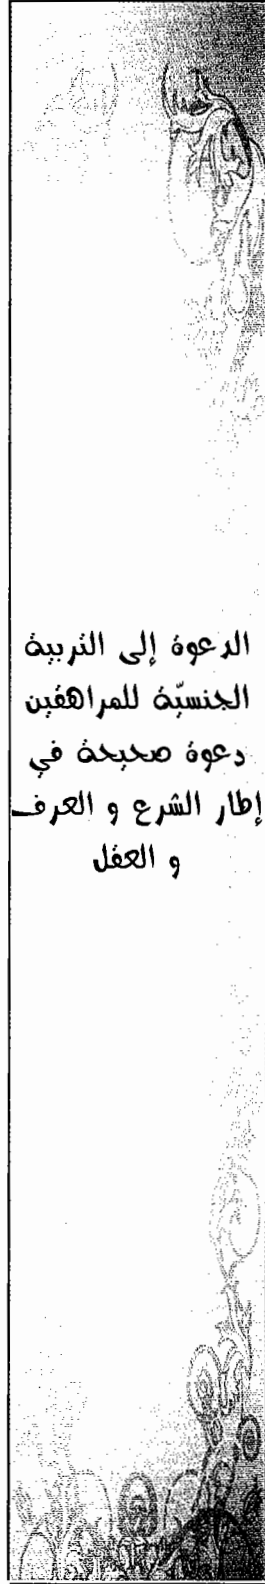 الدعوة إلى التربية
الجنسيّة للمراهقين
دعوة صحيحة في
إطار الشرع و العرف
و العقل